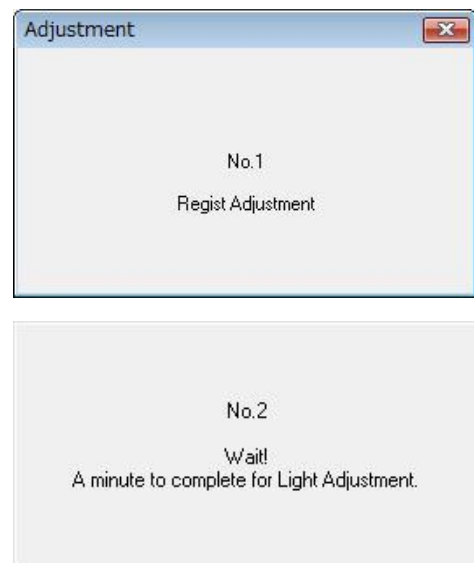 Adjustment
No.1
Regist Adjustment
No.2
Wait!
A minute to complete for Light Adjustment.